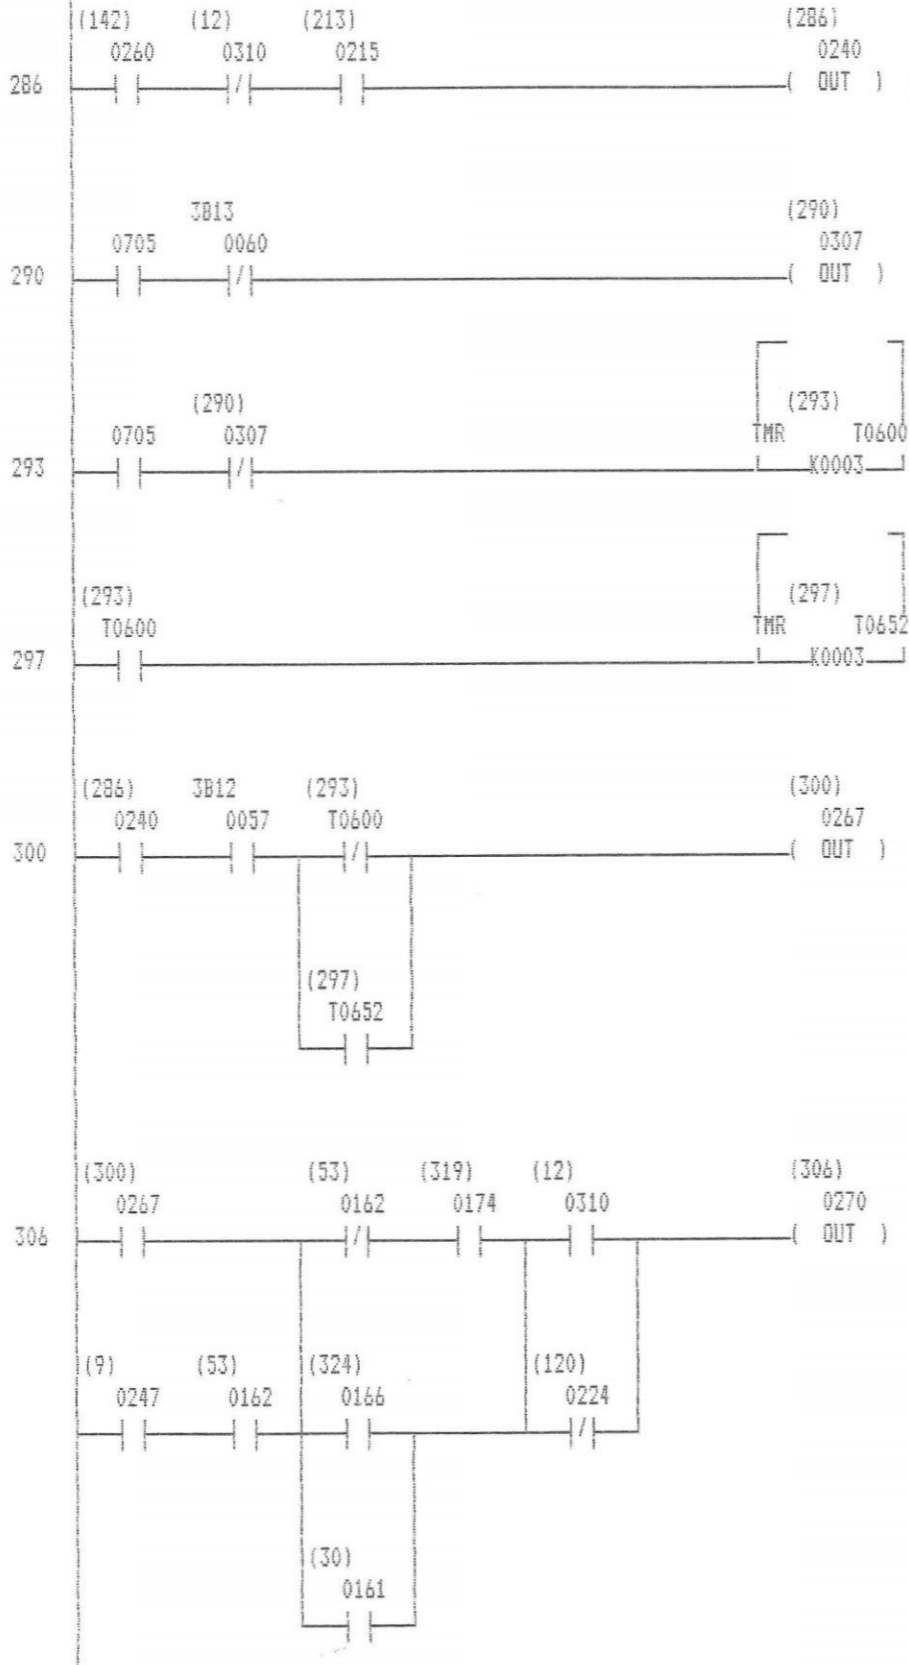 (142) (12) (213) (286)
0260 0310 0215 0240
286 ( OUT )
3B13 (290)
0705 0060 0307
290 ( OUT )
(290) (293)
0705 0307 TMR T0600
293 K0003
(293) (297)
T0600 TMR T0652
297 K0003
(286) 3B12 (293) (300)
0240 0057 T0600 0267
300 ( OUT )
(297)
T0652
(300) (53) (319) (12) (306)
0267 0162 0174 0310 0270
306 ( OUT )
(9) (53) (324) (120)
0247 0162 0166 0224
(30)
0161